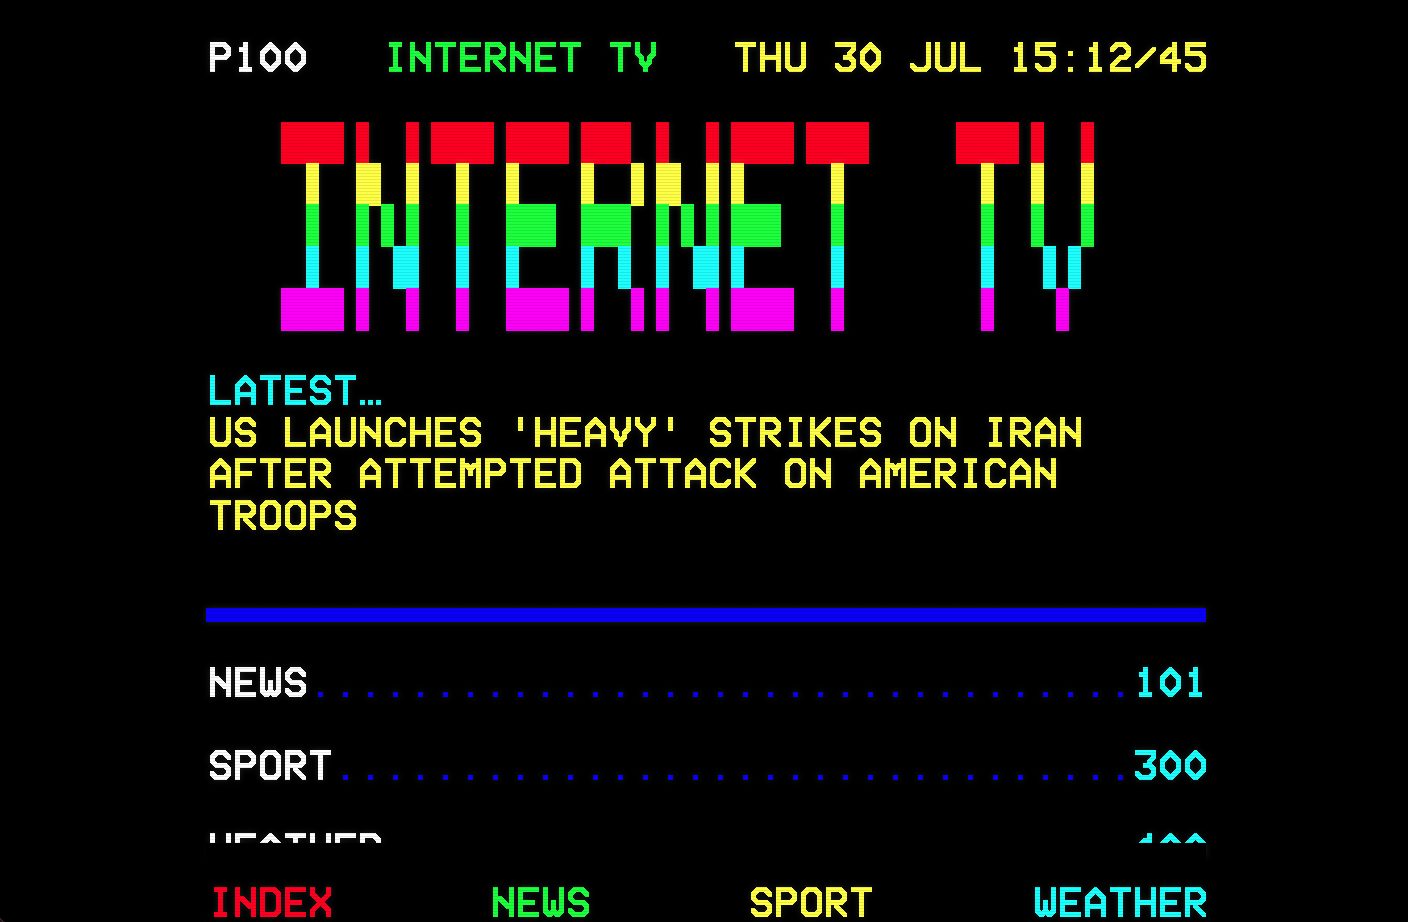 P100 INTERNET TV THU 30 JUL 15:12/45
INTERNET TV
LATEST…
US LAUNCHES 'HEAVY' STRIKES ON IRAN
AFTER ATTEMPTED ATTACK ON AMERICAN
TROOPS
NEWS.................................101
SPORT................................300
WEATHER
INDEX NEWS SPORT WEATHER